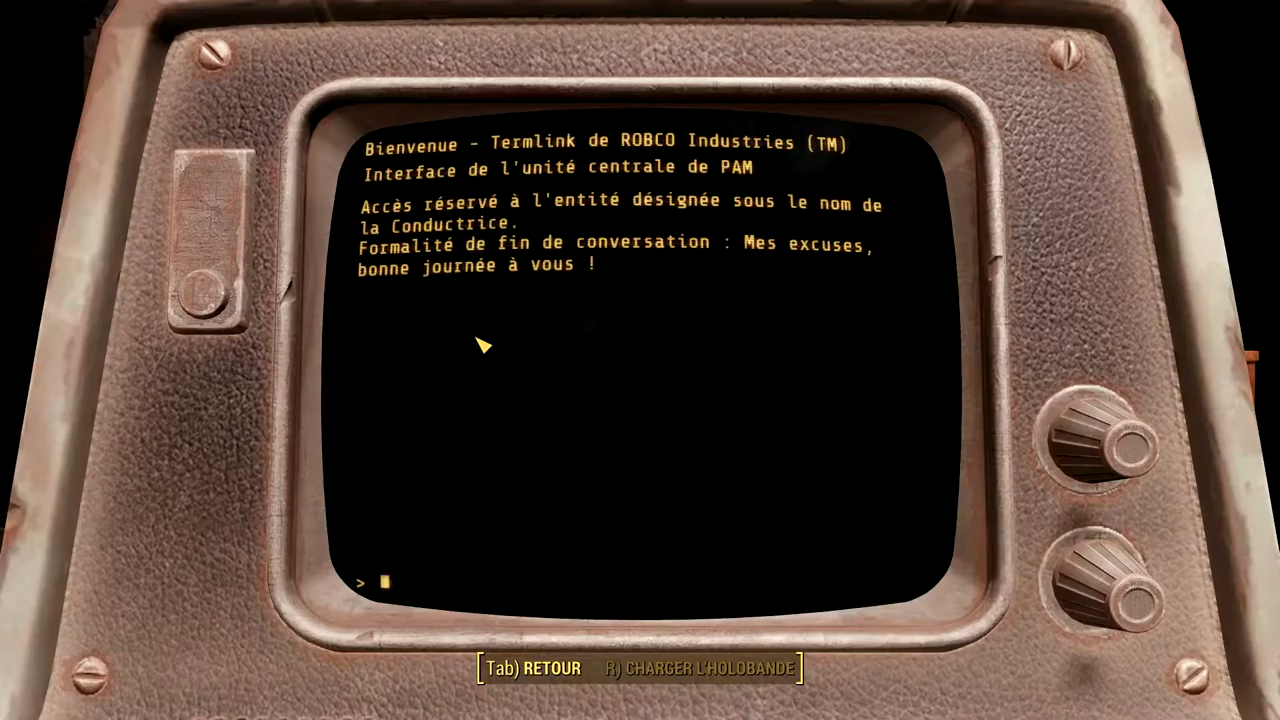 Bienvenue - Termlink de ROBCO Industries (TM)
Interface de l'unité centrale de PAM
Accès réservé à l'entité désignée sous le nom de
la Conductrice.
Formalité de fin de conversation : Mes excuses,
bonne journée à vous !
>
Tab) RETOUR R) CHARGER L'HOLOBANDE